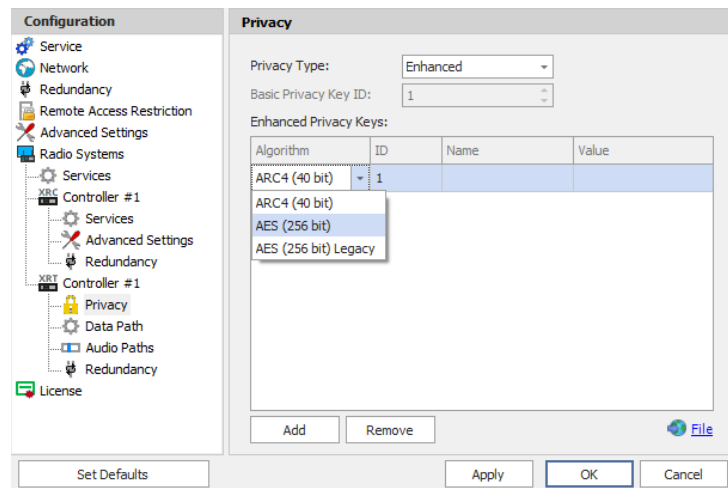 Configuration
Service
Network
Redundancy
Remote Access Restriction
Advanced Settings
Radio Systems
Services
XRC Controller #1
Services
Advanced Settings
Redundancy
XRT Controller #1
Privacy
Data Path
Audio Paths
Redundancy
License
Set Defaults
Privacy
Privacy Type: Enhanced
Basic Privacy Key ID: 1
Enhanced Privacy Keys:
Algorithm ID Name Value
ARC4 (40 bit) 1
ARC4 (40 bit)
AES (256 bit)
AES (256 bit) Legacy
Add Remove File
Apply OK Cancel